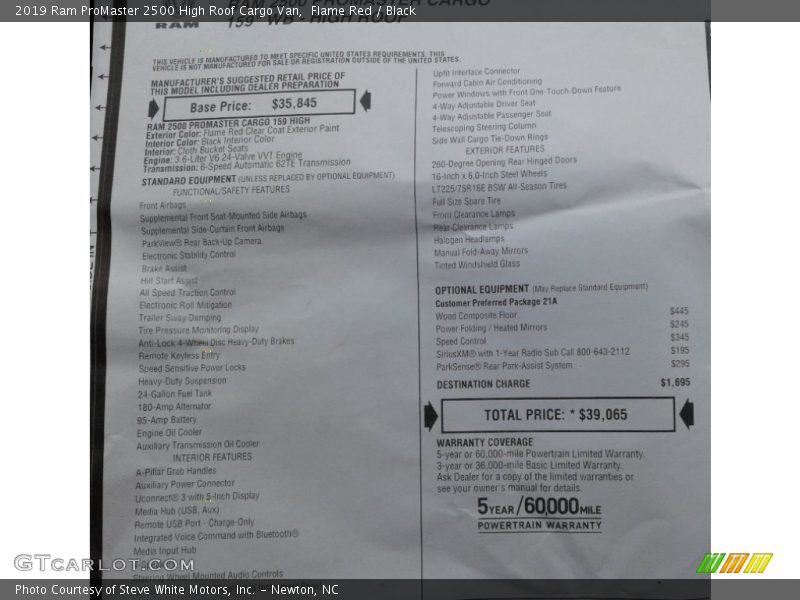 2019 Ram ProMaster 2500 High Roof Cargo Van, Flame Red / Black
RAM 2500 PROMASTER CARGO
159" WB - HIGH ROOF
RAM
THIS VEHICLE IS MANUFACTURED TO MEET SPECIFIC UNITED STATES REQUIREMENTS. THIS
VEHICLE IS NOT MANUFACTURED FOR SALE OR REGISTRATION OUTSIDE OF THE UNITED STATES.
MANUFACTURER'S SUGGESTED RETAIL PRICE OF
THIS MODEL INCLUDING DEALER PREPARATION
Base Price: $35,845
RAM 2500 PROMASTER CARGO 159 HIGH
Exterior Color: Flame Red Clear Coat Exterior Paint
Interior Color: Black Interior Color
Interior: Cloth Bucket Seats
Engine: 3.6-Liter V6 24-Valve VVT Engine
Transmission: 6-Speed Automatic 62TE Transmission
STANDARD EQUIPMENT (UNLESS REPLACED BY OPTIONAL EQUIPMENT)
FUNCTIONAL/SAFETY FEATURES
Front Airbags
Supplemental Front Seat-Mounted Side Airbags
Supplemental Side-Curtain Front Airbags
ParkView® Rear Back-Up Camera
Electronic Stability Control
Brake Assist
Hill Start Assist
All Speed Traction Control
Electronic Roll Mitigation
Trailer Sway Damping
Tire Pressure Monitoring Display
Anti-Lock 4-Wheel Disc Heavy-Duty Brakes
Remote Keyless Entry
Speed Sensitive Power Locks
Heavy-Duty Suspension
24-Gallon Fuel Tank
180-Amp Alternator
95-Amp Battery
Engine Oil Cooler
Auxiliary Transmission Oil Cooler
INTERIOR FEATURES
A-Pillar Grab Handles
Auxiliary Power Connector
Uconnect® 3 with 5-Inch Display
Media Hub (USB, Aux)
Remote USB Port - Charge-Only
Integrated Voice Command with Bluetooth®
Media Input Hub
Steering Wheel Mounted Audio Controls
Upfit Interface Connector
Forward Cabin Air Conditioning
Power Windows with Front One-Touch-Down Feature
4-Way Adjustable Driver Seat
4-Way Adjustable Passenger Seat
Telescoping Steering Column
Side Wall Cargo Tie-Down Rings
EXTERIOR FEATURES
260-Degree Opening Rear Hinged Doors
16-Inch x 6.0-Inch Steel Wheels
LT225/75R16E BSW All-Season Tires
Full Size Spare Tire
Front Clearance Lamps
Rear Clearance Lamps
Halogen Headlamps
Manual Fold-Away Mirrors
Tinted Windshield Glass
OPTIONAL EQUIPMENT (May Replace Standard Equipment)
Customer Preferred Package 21A
Wood Composite Floor $445
Power Folding / Heated Mirrors $245
Speed Control $345
SiriusXM® with 1-Year Radio Sub Call 800-643-2112 $195
ParkSense® Rear Park-Assist System $295
DESTINATION CHARGE $1,695
TOTAL PRICE: * $39,065
WARRANTY COVERAGE
5-year or 60,000-mile Powertrain Limited Warranty.
3-year or 36,000-mile Basic Limited Warranty.
Ask Dealer for a copy of the limited warranties or
see your owner's manual for details.
5YEAR/60,000MILE
POWERTRAIN WARRANTY
GTCarLot.com
Photo Courtesy of Steve White Motors, Inc. – Newton, NC